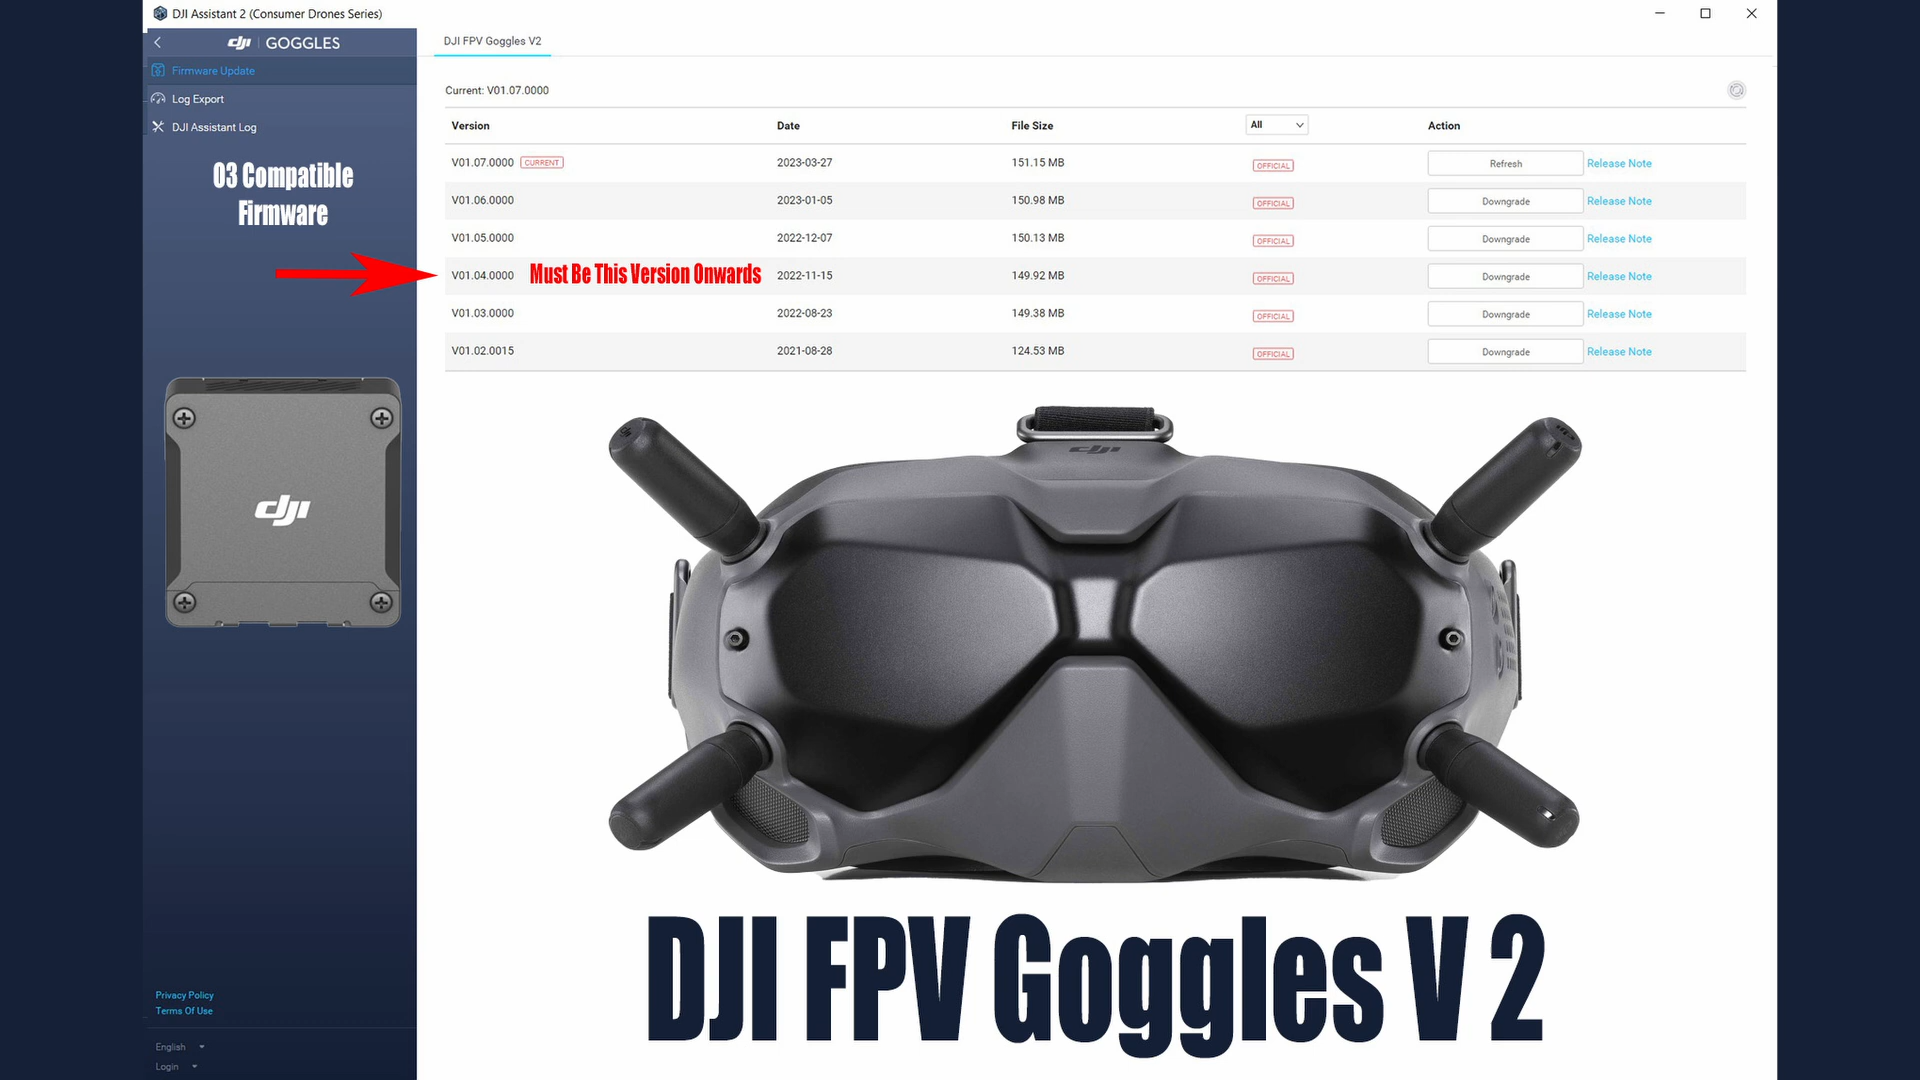 DJI Assistant 2 (Consumer Drones Series)
dji GOGGLES
Firmware Update
Log Export
DJI Assistant Log
03 Compatible
Firmware
dji
Privacy Policy
Terms Of Use
English
Login
DJI FPV Goggles V2
Current: V01.07.0000
Version Date File Size All Action
V01.07.0000 CURRENT 2023-03-27 151.15 MB OFFICIAL Refresh Release Note
V01.06.0000 2023-01-05 150.98 MB OFFICIAL Downgrade Release Note
V01.05.0000 2022-12-07 150.13 MB OFFICIAL Downgrade Release Note
V01.04.0000 Must Be This Version Onwards 2022-11-15 149.92 MB OFFICIAL Downgrade Release Note
V01.03.0000 2022-08-23 149.38 MB OFFICIAL Downgrade Release Note
V01.02.0015 2021-08-28 124.53 MB OFFICIAL Downgrade Release Note
dji
DJI FPV Goggles V 2